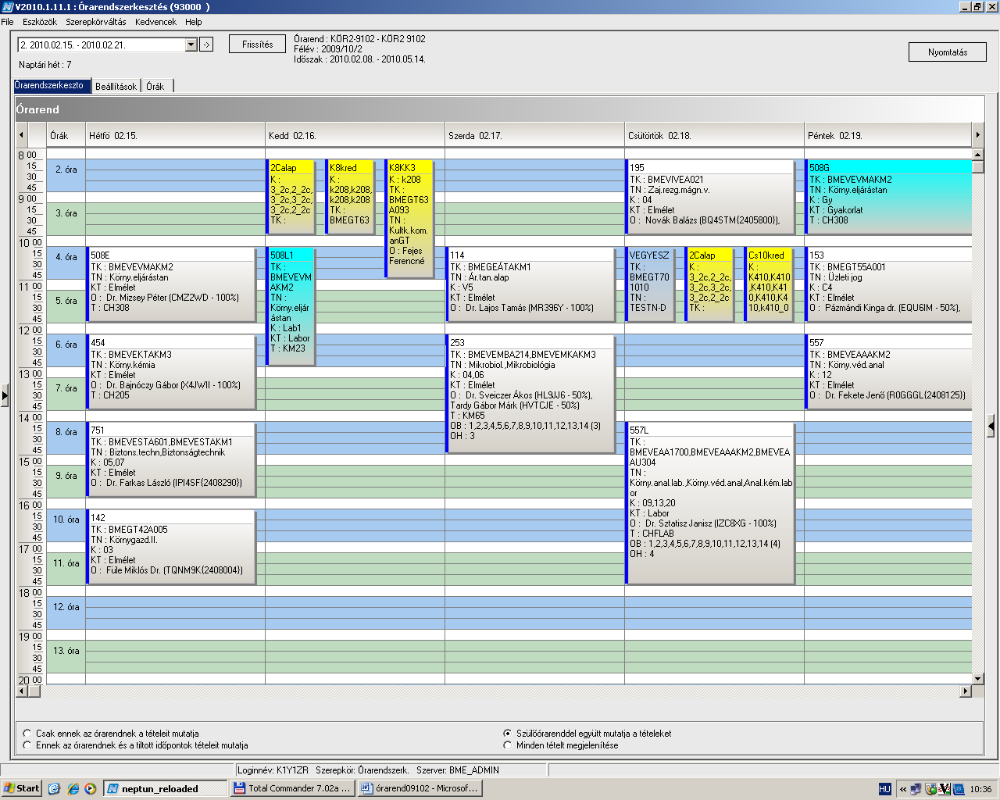 V2010.1.11.1 : Órarendszerkesztés (93000  )
File Eszközök Szerepkörváltás Kedvencek Help
2. 2010.02.15. - 2010.02.21.
->
Frissítés
Órarend : KÖR2-9102 - KÖR2 9102
Félév : 2009/10/2
Időszak : 2010.02.08. - 2010.05.14.
Nyomtatás
Naptári hét : 7
Órarendszerkeszto Beállítások Órák
Órarend
Órák Hétfő 02.15. Kedd 02.16. Szerda 02.17. Csütörtök 02.18. Péntek 02.19.
8 00
15
30
45
9 00
15
30
45
10 00
15
30
45
11 00
15
30
45
12 00
15
30
45
13 00
15
30
45
14 00
15
30
45
15 00
15
30
45
16 00
15
30
45
17 00
15
30
45
18 00
15
30
45
19 00
15
30
45
20 00
2. óra
3. óra
4. óra
5. óra
6. óra
7. óra
8. óra
9. óra
10. óra
11. óra
12. óra
13. óra
508E
TK : BMEVEVMAKM2
TN : Körny.eljárástan
KT : Elmélet
O :  Dr. Mizsey Péter (CMZ2WD - 100%)
T : CH308
454
TK : BMEVEKTAKM3
TN : Körny.kémia
KT : Elmélet
O :  Dr. Bajnóczy Gábor (X4JWII - 100%)
T : CH205
751
TK : BMEVESTA601,BMEVESTAKM1
TN : Biztons.techn,Biztonságtechnik
K : 05,07
KT : Elmélet
O :  Dr. Farkas László (IPI4SF{2408290})
142
TK : BMEGT42A005
TN : Környgazd.II.
K : 03
KT : Elmélet
O :  Füle Miklós Dr. (TQNM9K{2408004})
2Calap
K :
3_2c,2_2c,
3_2c,3_2c,
3_2c,2_2c
TK :
K8kred
K :
k208,k208,
k208,k208
TK :
BMEGT63
K8KK3
K : k208
TK :
BMEGT63
A093
TN :
Kultk.kom.
anGT
O : Fejes
Ferencné
508L1
TK :
BMEVEVM
AKM2
TN :
Körny.eljár
ástan
K : Lab1
KT : Labor
T : KM23
114
TK : BMEGEÁTAKM1
TN : Ár.tan.alap
K : V5
KT : Elmélet
O :  Dr. Lajos Tamás (MR396Y - 100%)
253
TK : BMEVEMBA214,BMEVEMKAKM3
TN : Mikrobiol.,Mikrobiológia
K : 04,06
KT : Elmélet
O :  Dr. Sveiczer Ákos (HL9JJ6 - 50%),
Tardy Gábor Márk (HVTCJE - 50%)
T : KM65
OB : 1,2,3,4,5,6,7,8,9,10,11,12,13,14 (3)
OH : 3
195
TK : BMEVIVEA021
TN : Zaj.rezg.mágn.v.
K : 04
KT : Elmélet
O :  Novák Balázs (BQ4STM{2405800}),
VEGYESZ
TK :
BMEGT70
1010
TN :
TESTN-D
2Calap
K :
3_2c,2_2c,
3_2c,3_2c,
3_2c,2_2c
TK :
Cs10kred
K :
K410,K410
,K410,K41
0,K410,K4
10,k410_0
557L
TK :
BMEVEAA1700,BMEVEAAAKM2,BMEVEA
AU304
TN :
Körny.anal.lab.,Körny.véd.anal,Anal.kém.lab
or
K : 09,13,20
KT : Labor
O :  Dr. Sztatisz Janisz (IZC8XG - 100%)
T : CHFLAB
OB : 1,2,3,4,5,6,7,8,9,10,11,12,13,14 (4)
OH : 4
508G
TK : BMEVEVMAKM2
TN : Körny.eljárástan
K : Gy
KT : Gyakorlat
T : CH308
153
TK : BMEGT55A001
TN : Üzleti jog
K : C4
KT : Elmélet
O :  Pázmándi Kinga dr. (EQU6IM - 50%),
557
TK : BMEVEAAAKM2
TN : Körny.véd.anal
K : 12
KT : Elmélet
O :  Dr. Fekete Jenő (R0GGGL{2408125})
Csak ennek az órarendnek a tételeit mutatja
Ennek az órarendnek és a tiltott időpontok tételeit mutatja
Szülőórarenddel együtt mutatja a tételeket
Minden tételt megjelenítése
Loginnév: K1Y1ZR Szerepkör: Órarendszerk. Szerver: BME_ADMIN
Start neptun_reloaded Total Commander 7.02a ... órarend09102 - Microsof... HU « 10:36